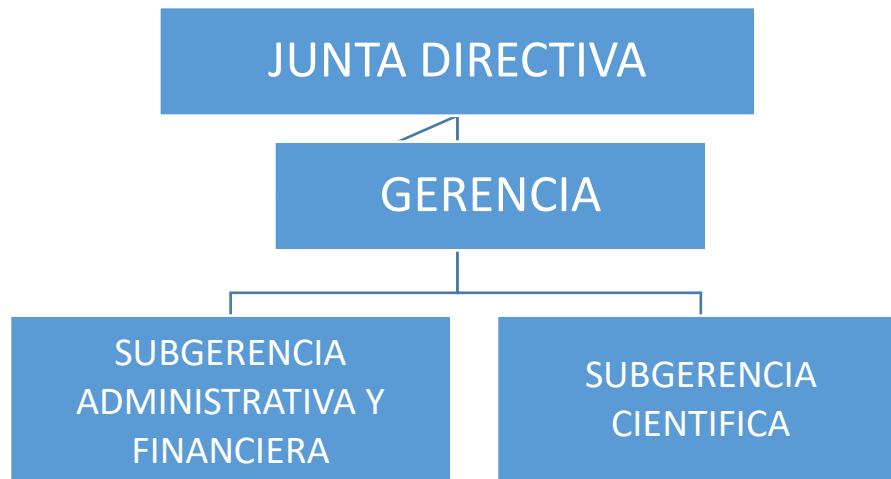 JUNTA DIRECTIVA
GERENCIA
SUBGERENCIA
ADMINISTRATIVA Y
FINANCIERA
SUBGERENCIA
CIENTIFICA